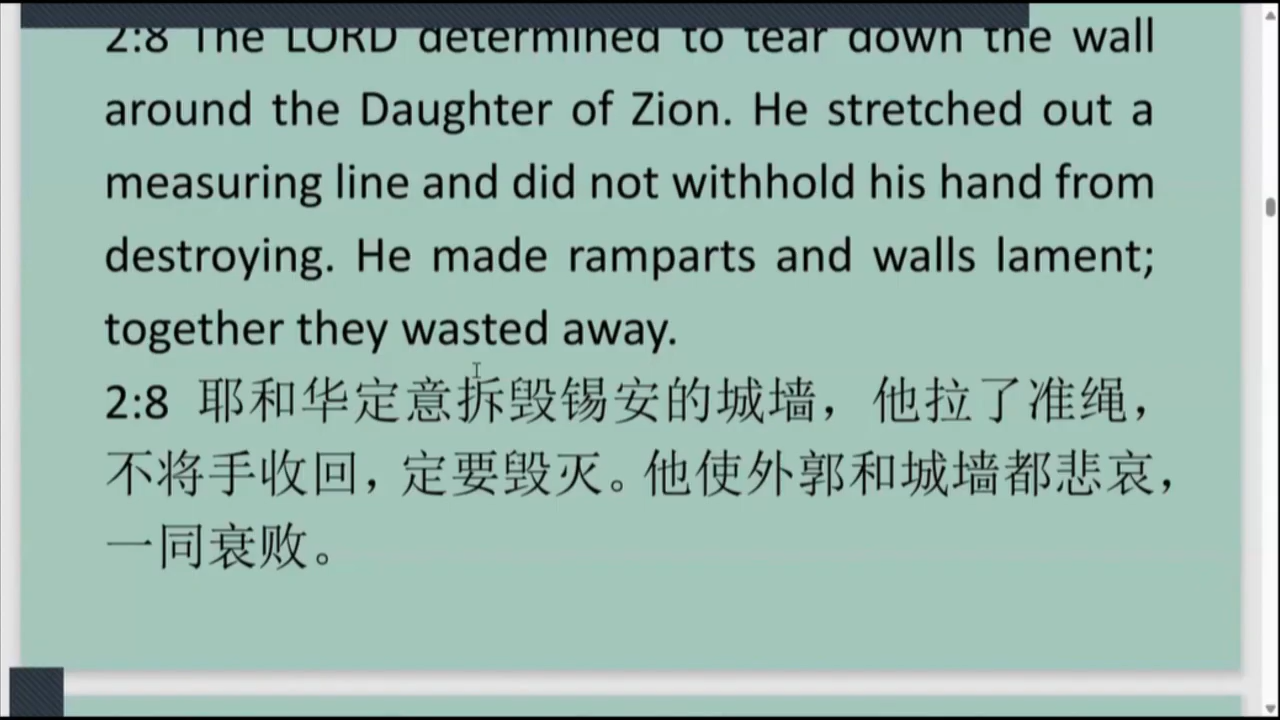 2:8 The LORD determined to tear down the wall
around the Daughter of Zion. He stretched out a
measuring line and did not withhold his hand from
destroying. He made ramparts and walls lament;
together they wasted away.
2:8 耶和华定意拆毁锡安的城墙，他拉了准绳，
不将手收回，定要毁灭。他使外郭和城墙都悲哀，
一同衰败。